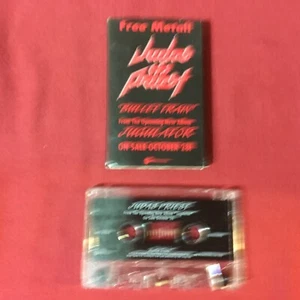 Free Metal!
Judas Priest
"BULLET TRAIN"
From The Upcoming New Album
JUGULATOR
ON SALE OCTOBER 28!
JUDAS PRIEST